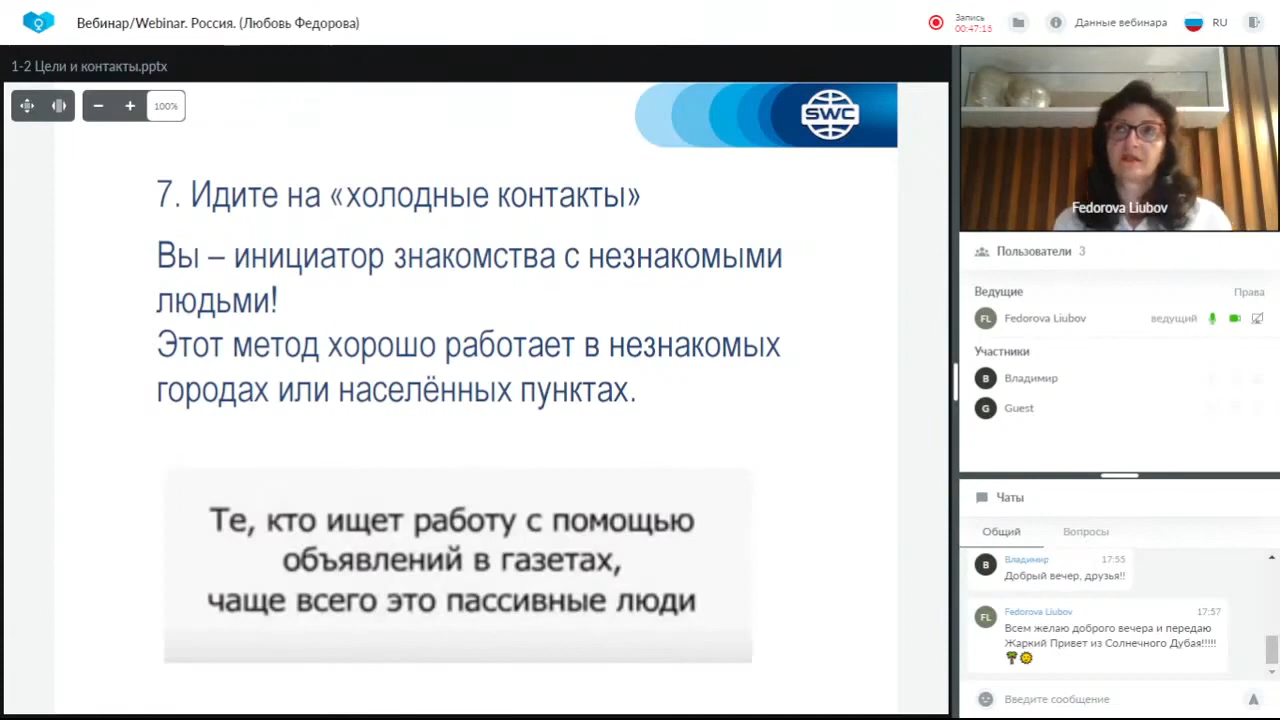 Вебинар/Webinar. Россия. (Любовь Федорова)
Запись
00:47:15
Данные вебинара
RU
1-2 Цели и контакты.pptx
100%
SWC
7. Идите на «холодные контакты»
Вы – инициатор знакомства с незнакомыми
людьми!
Этот метод хорошо работает в незнакомых
городах или населённых пунктах.
Те, кто ищет работу с помощью
объявлений в газетах,
чаще всего это пассивные люди
Fedorova Liubov
Пользователи 3
Ведущие Права
FL Fedorova Liubov ведущий
Участники
В Владимир
G Guest
Чаты
Общий Вопросы
В Владимир 17:55
Добрый вечер, друзья!!
FL Fedorova Liubov 17:57
Всем желаю доброго вечера и передаю
Жаркий Привет из Солнечного Дубая!!!!!
🌴🌞
Введите сообщение